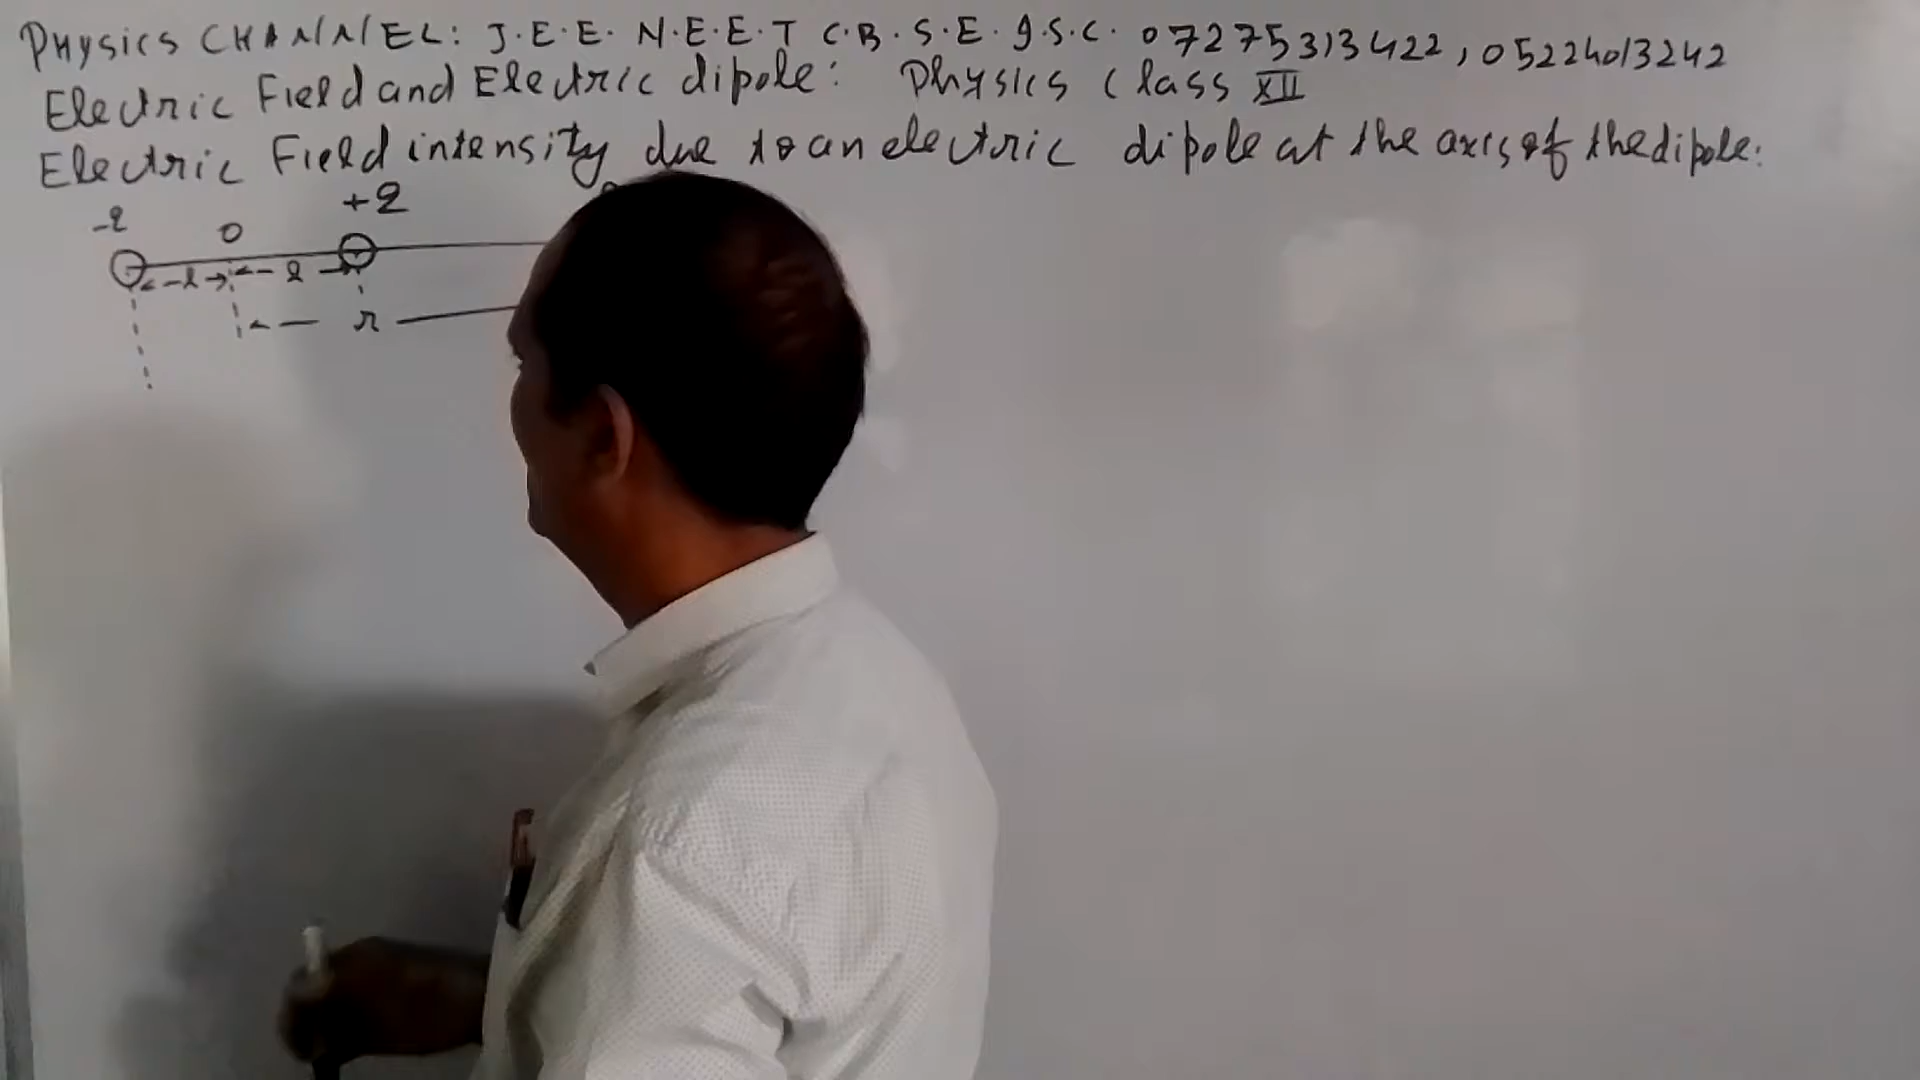 Physics CHANNEL: J.E.E. N.E.E.T C.B.S.E. I.S.C. 07275313422, 05224013242
Electric Field and Electric dipole: Physics Class XII
Electric Field intensity due to an electric dipole at the axis of the dipole:
-q O +q
l l
r